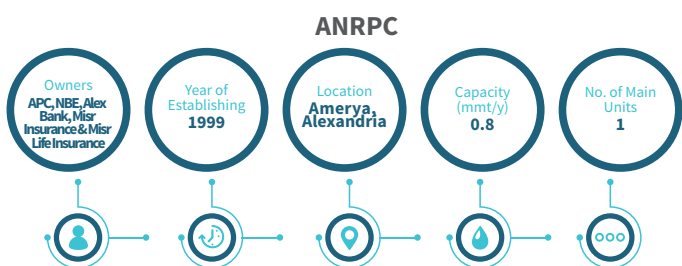 ANRPC
Owners
APC, NBE, Alex
Bank, Misr
Insurance & Misr
Life Insurance
Year of
Establishing
1999
Location
Amerya,
Alexandria
Capacity
(mmt/y)
0.8
No. of Main
Units
1